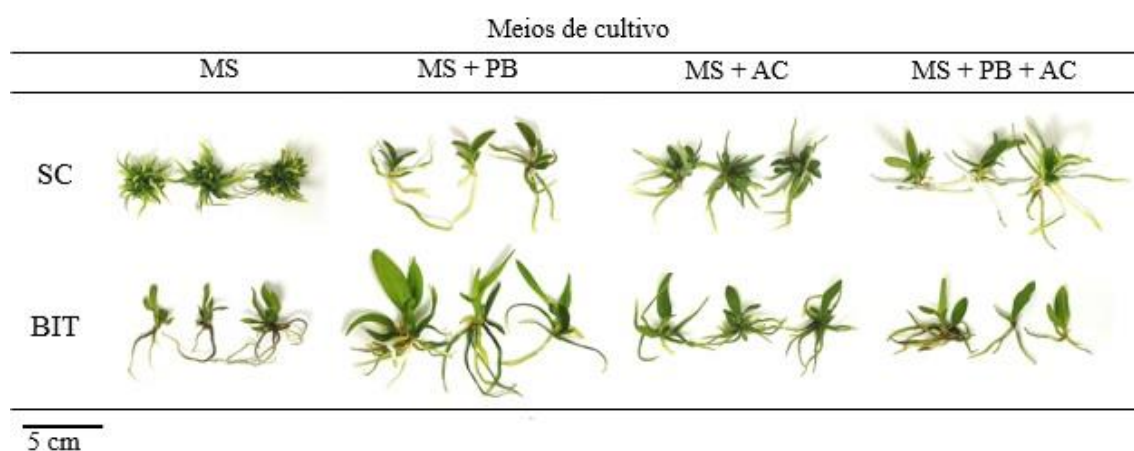 Meios de cultivo
MS MS + PB MS + AC MS + PB + AC
SC
BIT
5 cm